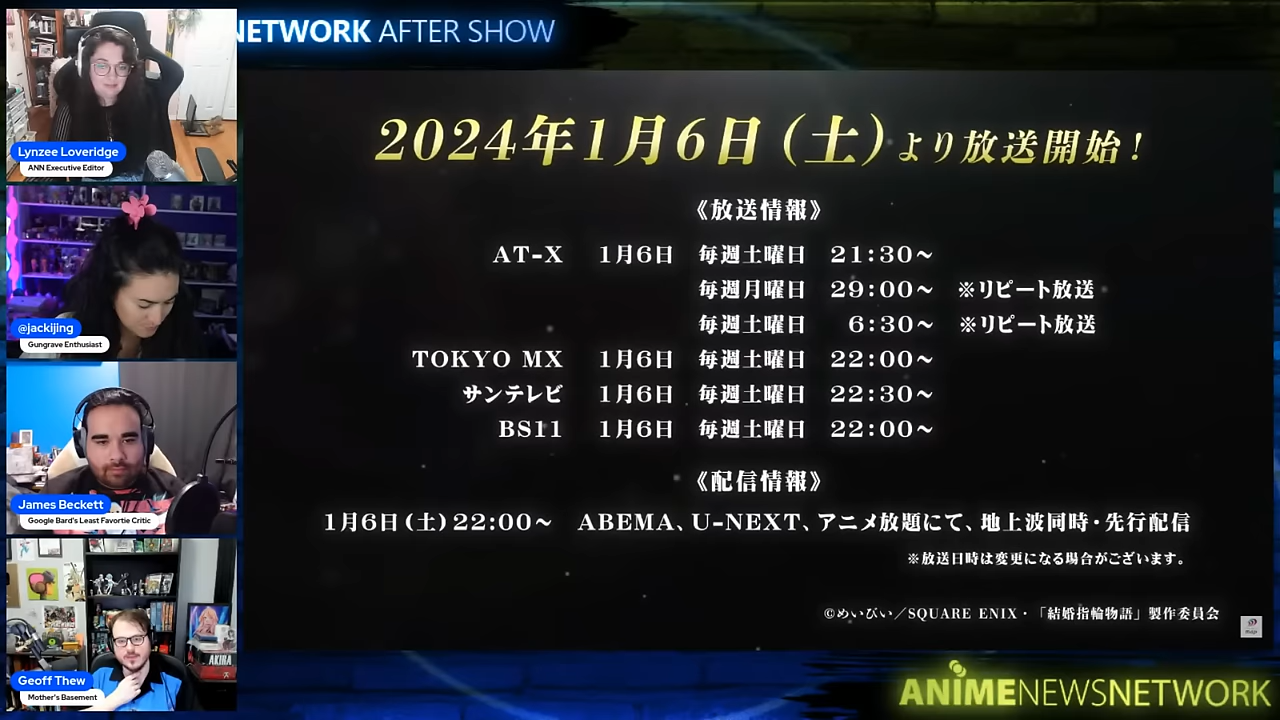 NETWORK AFTER SHOW
Lynzee Loveridge
ANN Executive Editor
@jackijing
Gungrave Enthusiast
James Beckett
Google Bard's Least Favortie Critic
AKIRA
Geoff Thew
Mother's Basement
2024年1月6日(土)より放送開始!
《放送情報》
AT-X 1月6日 毎週土曜日 21:30~
毎週月曜日 29:00~ ※リピート放送
毎週土曜日 6:30~ ※リピート放送
TOKYO MX 1月6日 毎週土曜日 22:00~
サンテレビ 1月6日 毎週土曜日 22:30~
BS11 1月6日 毎週土曜日 22:00~
《配信情報》
1月6日(土)22:00~ ABEMA、U-NEXT、アニメ放題にて、地上波同時・先行配信
※放送日時は変更になる場合がございます。
©めいびい/SQUARE ENIX・「結婚指輪物語」製作委員会
ANIMENEWSNETWORK